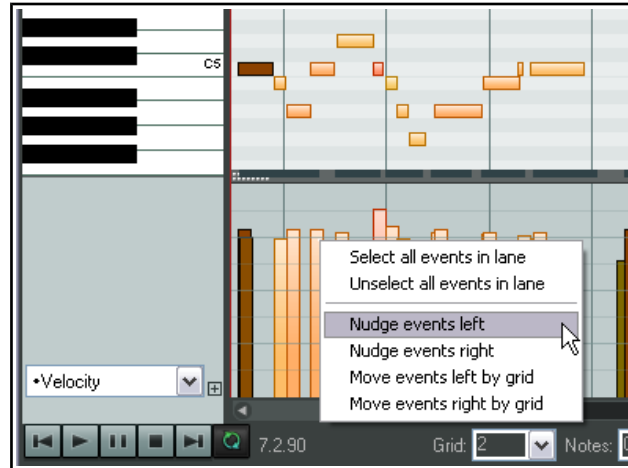 C5
Select all events in lane
Unselect all events in lane
Nudge events left
Nudge events right
Move events left by grid
Move events right by grid
•Velocity
7.2.90 Grid: 2 Notes: